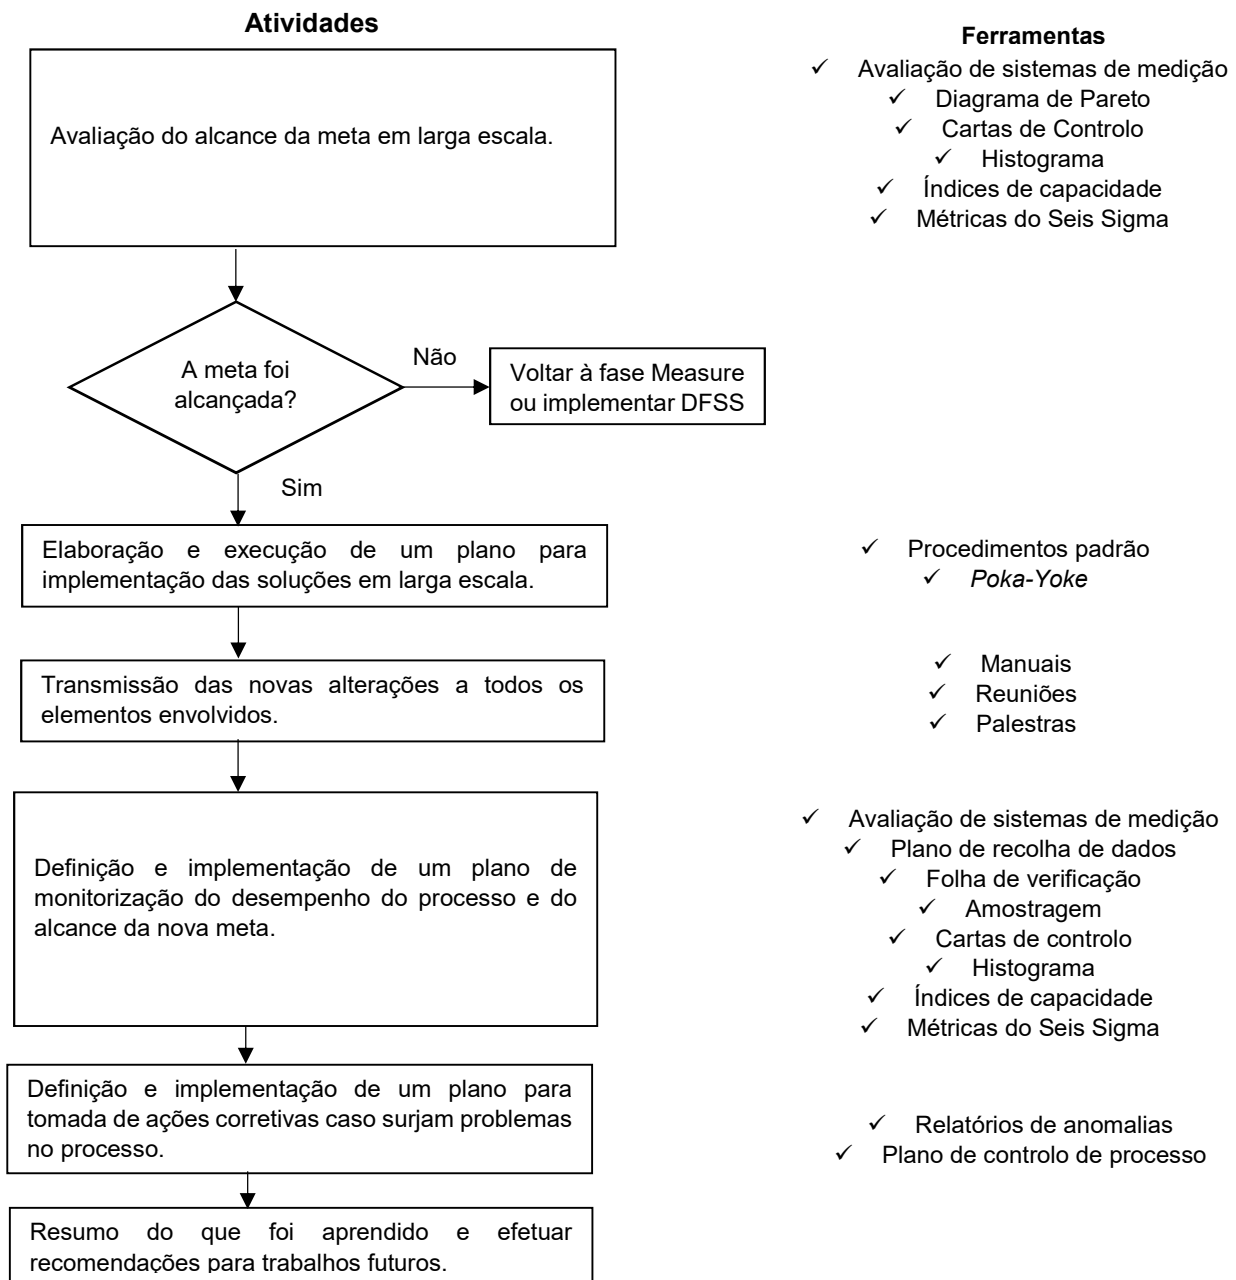 Atividades
Ferramentas
Avaliação do alcance da meta em larga escala.
✓ Avaliação de sistemas de medição
✓ Diagrama de Pareto
✓ Cartas de Controlo
✓ Histograma
✓ Índices de capacidade
✓ Métricas do Seis Sigma
A meta foi
alcançada?
Não
Voltar à fase Measure
ou implementar DFSS
Sim
Elaboração e execução de um plano para
implementação das soluções em larga escala.
✓ Procedimentos padrão
✓ Poka-Yoke
Transmissão das novas alterações a todos os
elementos envolvidos.
✓ Manuais
✓ Reuniões
✓ Palestras
Definição e implementação de um plano de
monitorização do desempenho do processo e do
alcance da nova meta.
✓ Avaliação de sistemas de medição
✓ Plano de recolha de dados
✓ Folha de verificação
✓ Amostragem
✓ Cartas de controlo
✓ Histograma
✓ Índices de capacidade
✓ Métricas do Seis Sigma
Definição e implementação de um plano para
tomada de ações corretivas caso surjam problemas
no processo.
✓ Relatórios de anomalias
✓ Plano de controlo de processo
Resumo do que foi aprendido e efetuar
recomendações para trabalhos futuros.